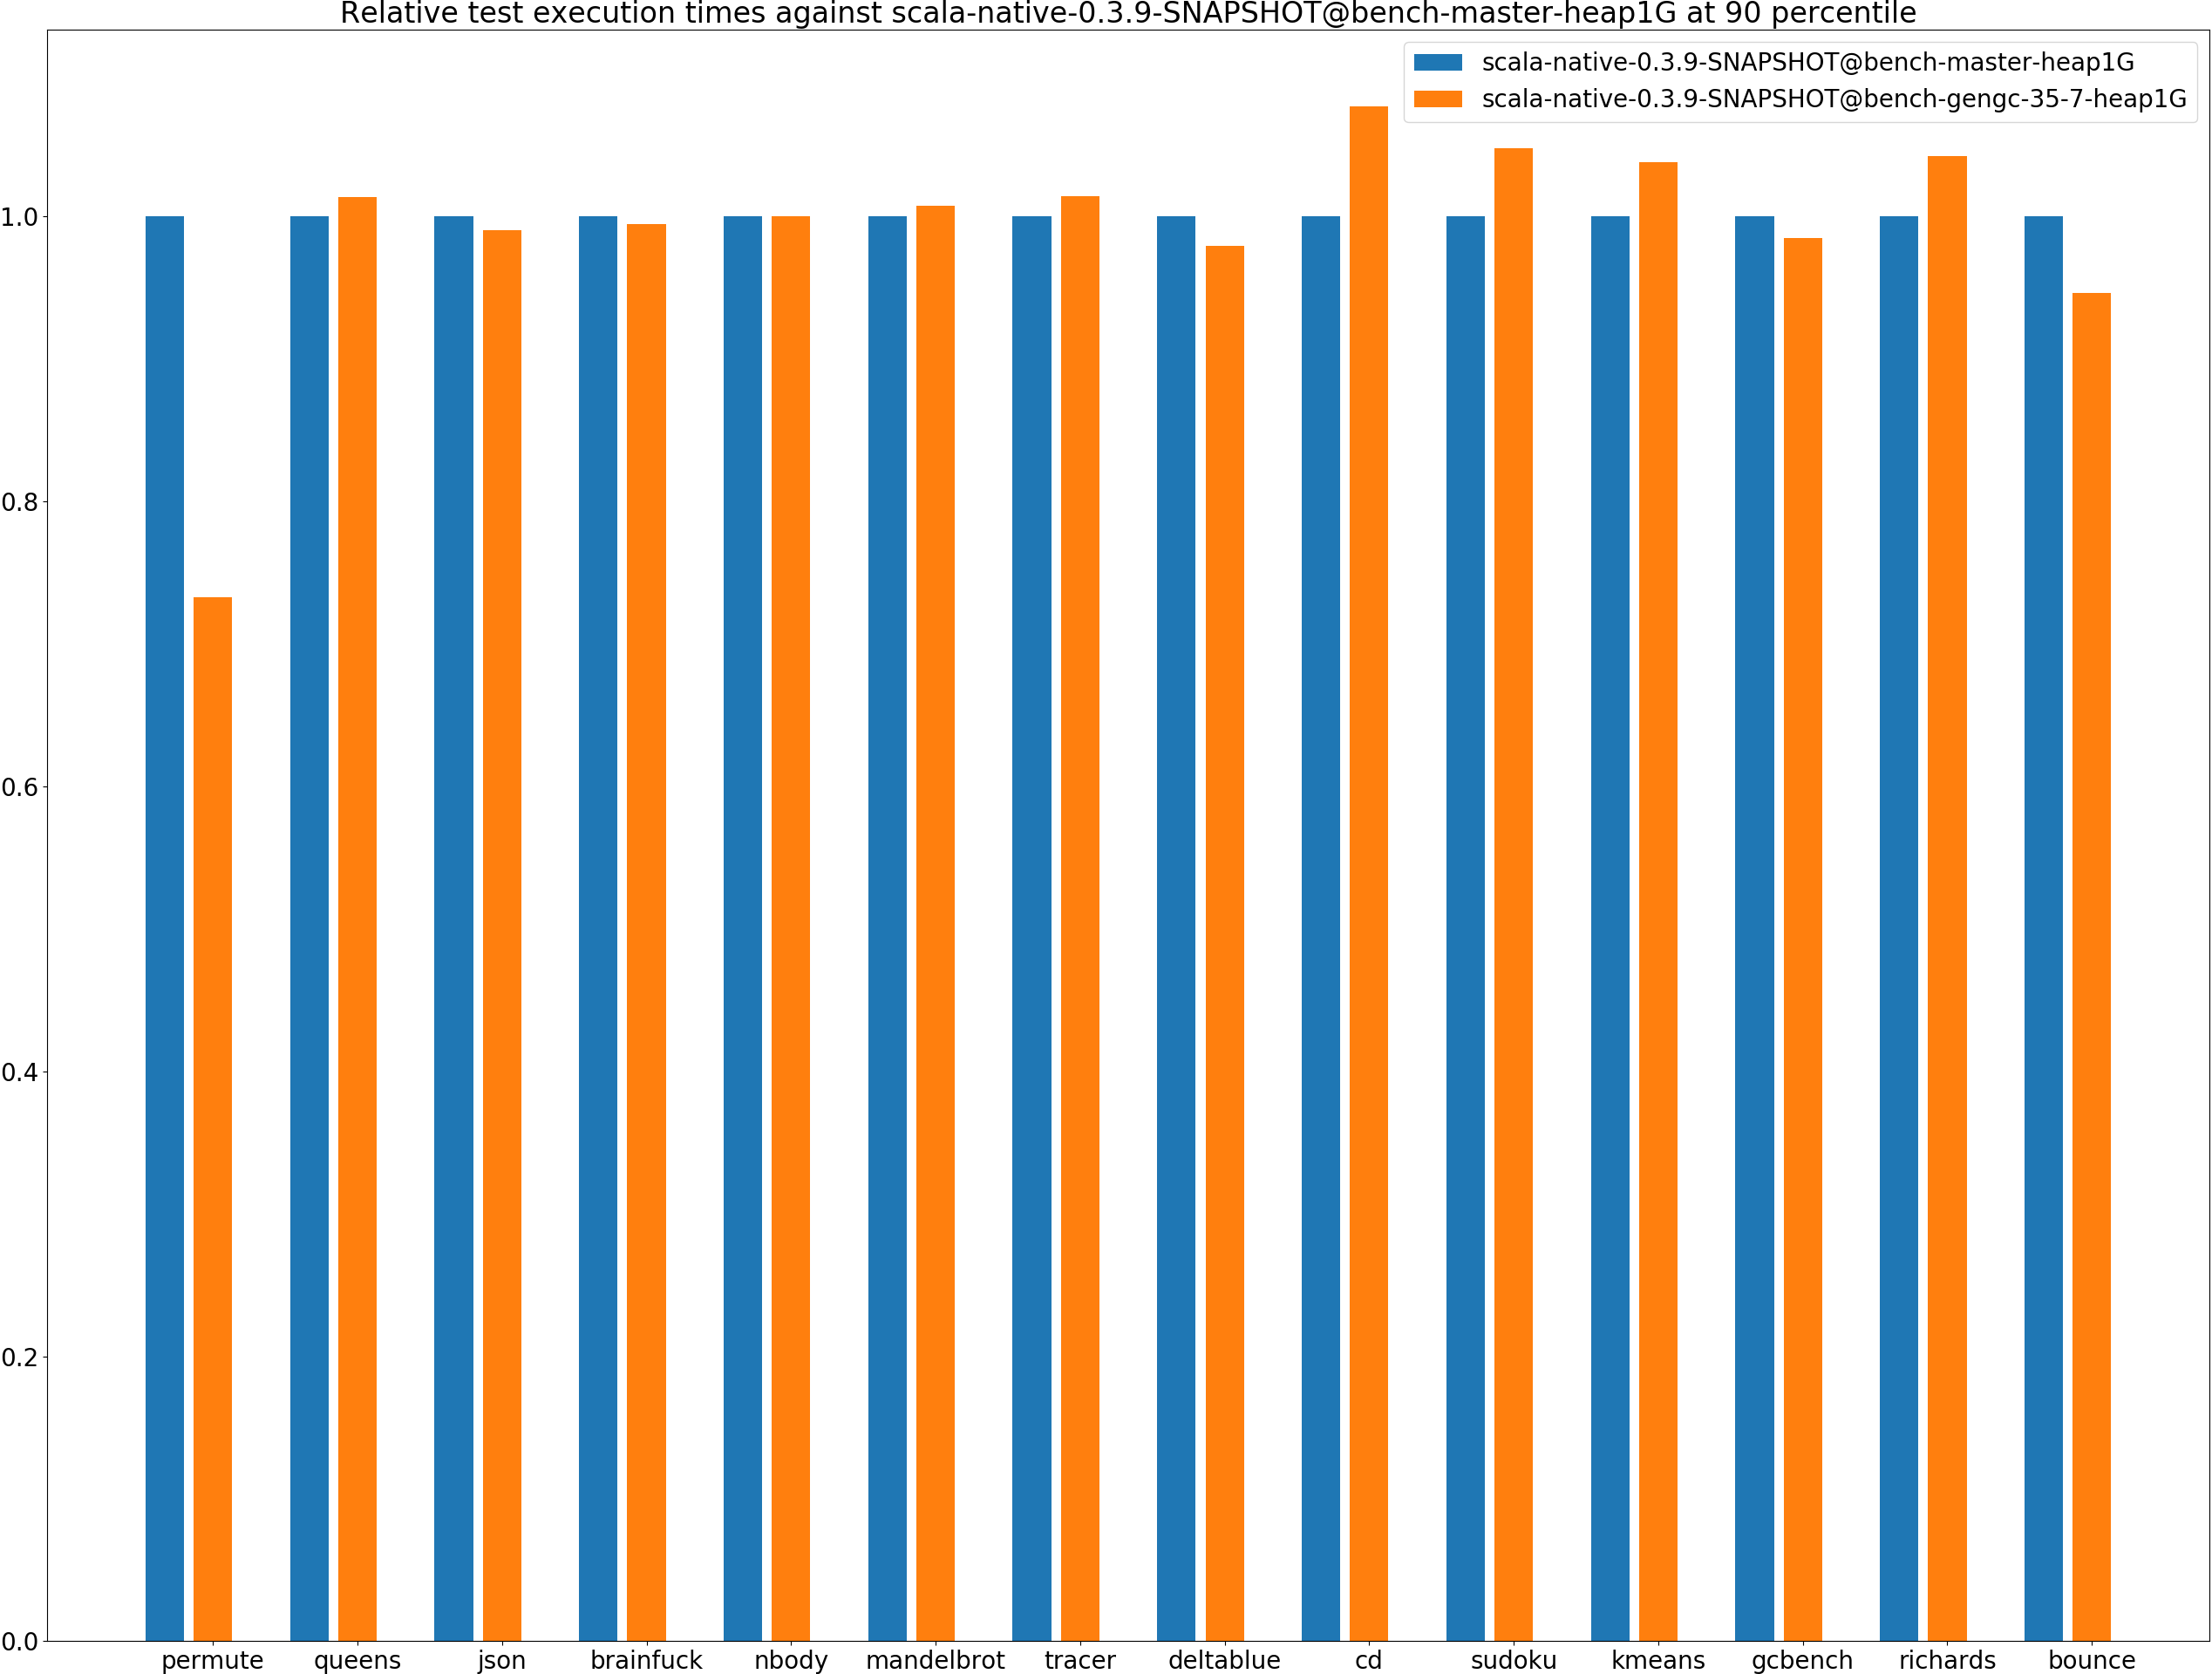 Relative test execution times against scala-native-0.3.9-SNAPSHOT@bench-master-heap1G at 90 percentile
scala-native-0.3.9-SNAPSHOT@bench-master-heap1G
scala-native-0.3.9-SNAPSHOT@bench-gengc-35-7-heap1G
1.0
0.8
0.6
0.4
0.2
0.0
permute queens json brainfuck nbody mandelbrot tracer deltablue cd sudoku kmeans gcbench richards bounce